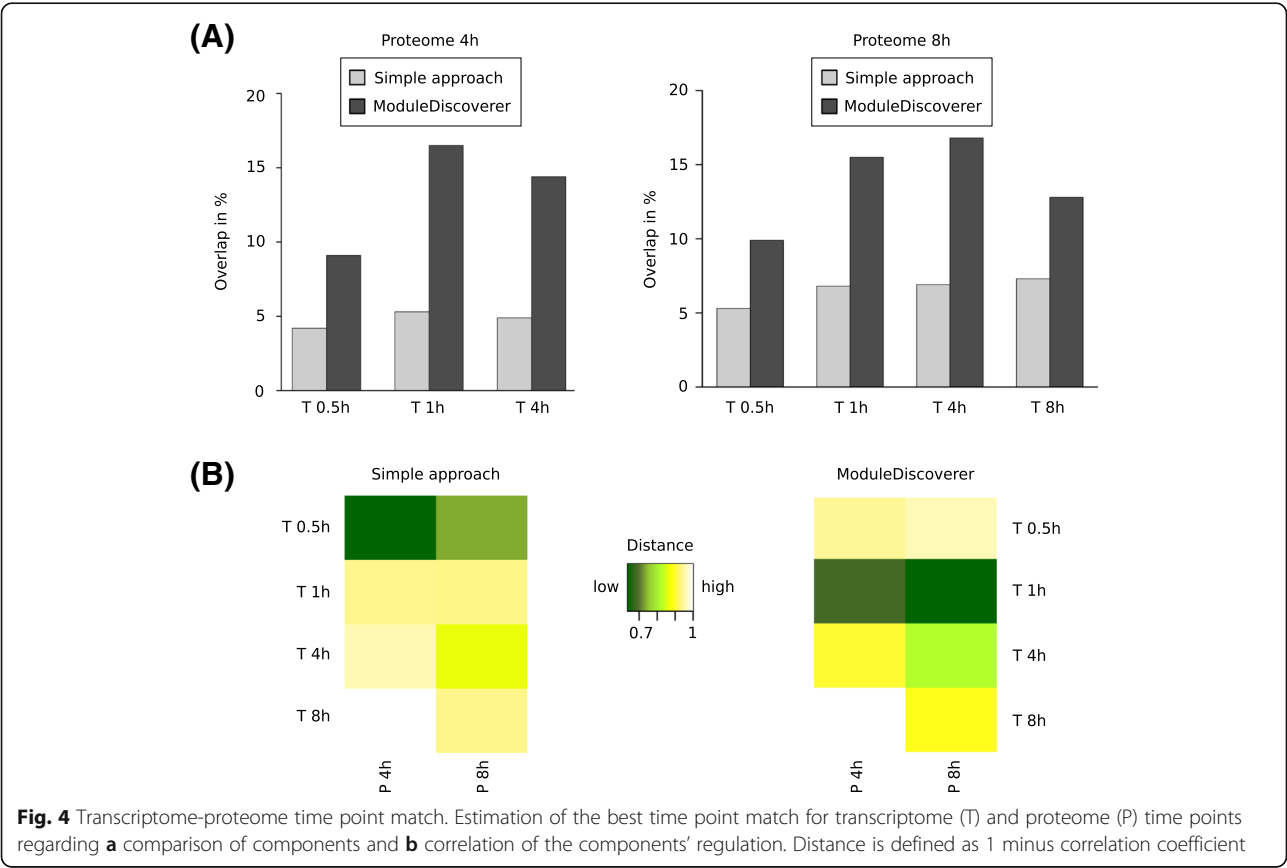 (A)
Proteome 4h
Simple approach
ModuleDiscoverer
Overlap in %
20
15
10
5
0
T 0.5h
T 1h
T 4h
Proteome 8h
Simple approach
ModuleDiscoverer
Overlap in %
20
15
10
5
0
T 0.5h
T 1h
T 4h
T 8h
(B)
Simple approach
T 0.5h
T 1h
T 4h
T 8h
P 4h
P 8h
Distance
low
high
0.7
1
ModuleDiscoverer
T 0.5h
T 1h
T 4h
T 8h
P 4h
P 8h
Fig. 4 Transcriptome-proteome time point match. Estimation of the best time point match for transcriptome (T) and proteome (P) time points
regarding a comparison of components and b correlation of the components’ regulation. Distance is defined as 1 minus correlation coefficient